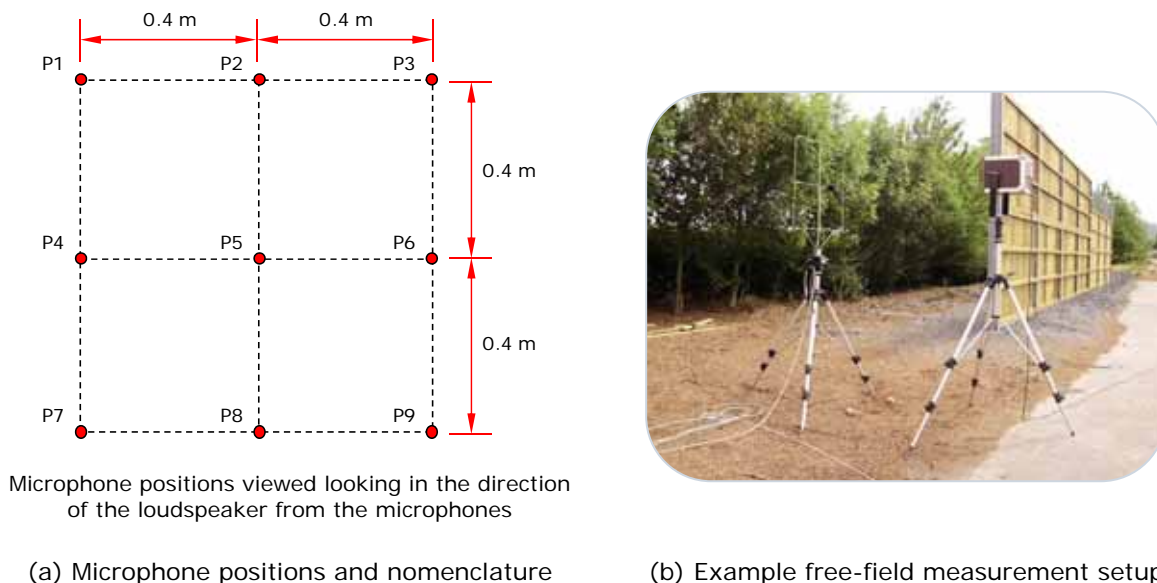 0.4 m 0.4 m
P1 P2 P3
0.4 m
P4 P5 P6
0.4 m
P7 P8 P9
Microphone positions viewed looking in the direction
of the loudspeaker from the microphones
(a) Microphone positions and nomenclature
(b) Example free-field measurement setup